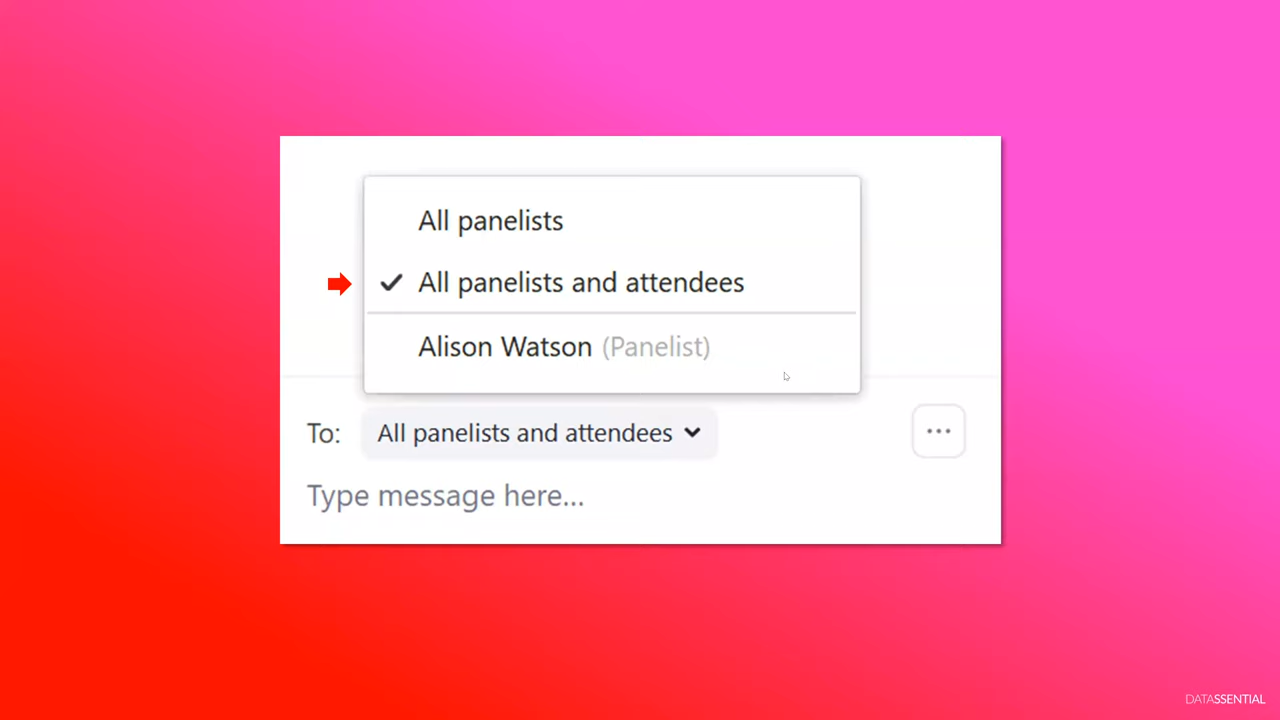 All panelists
All panelists and attendees
Alison Watson (Panelist)
To: All panelists and attendees
Type message here...
DATASSENTIAL